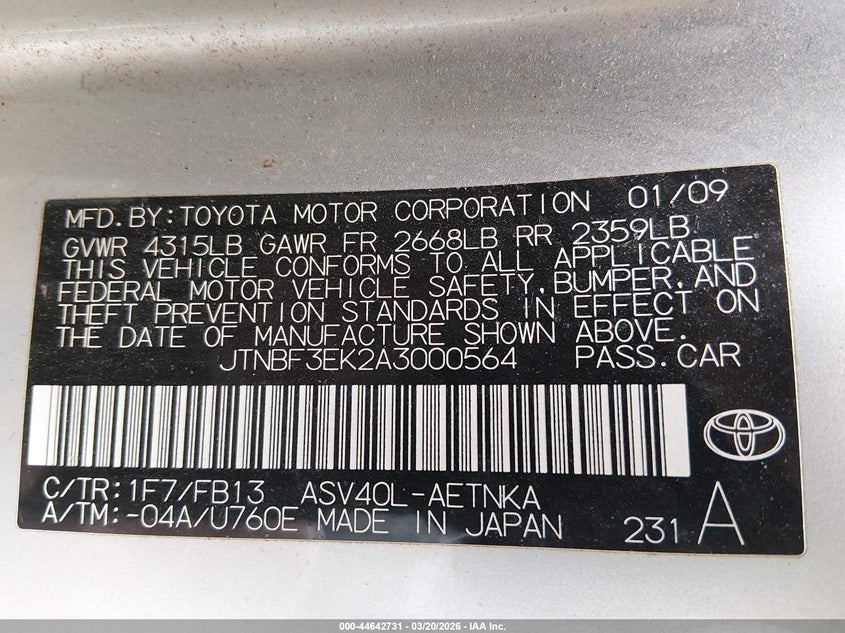 MFD.BY:TOYOTA MOTOR CORPORATION 01/09
GVWR 4315LB GAWR FR 2668LB RR 2359LB
THIS VEHICLE CONFORMS TO ALL APPLICABLE
FEDERAL MOTOR VEHICLE SAFETY,BUMPER,AND
THEFT PREVENTION STANDARDS IN EFFECT ON
THE DATE OF MANUFACTURE SHOWN ABOVE.
JTNBF3EK2A3000564 PASS.CAR
C/TR:1F7/FB13 ASV40L-AETNKA
A/TM:-04A/U760E MADE IN JAPAN 231 A
000-44642731 - 03/20/2026 - IAA Inc.